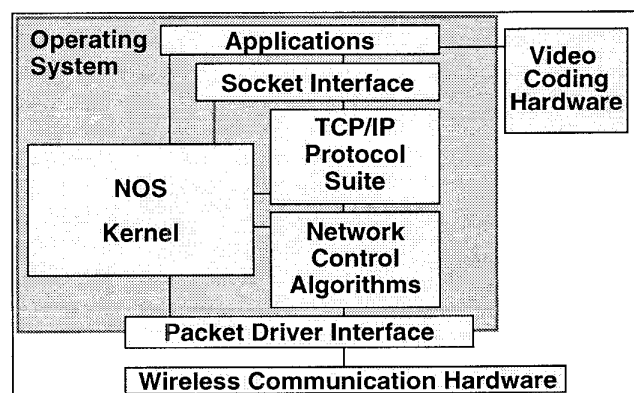 Operating
System
Applications
Video
Coding
Hardware
Socket Interface
TCP/IP
Protocol
Suite
NOS
Kernel
Network
Control
Algorithms
Packet Driver Interface
Wireless Communication Hardware